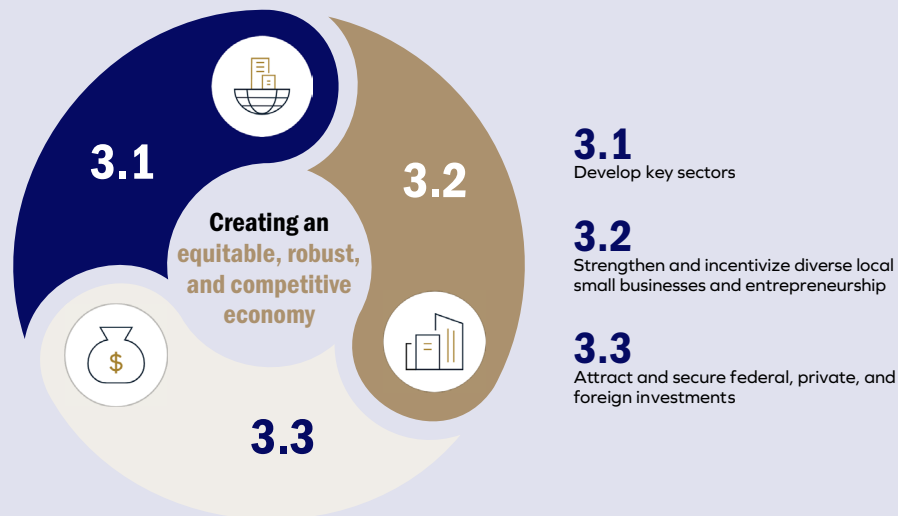 3.1
3.2
Creating an
equitable, robust,
and competitive
economy
$
3.3
3.1
Develop key sectors
3.2
Strengthen and incentivize diverse local
small businesses and entrepreneurship
3.3
Attract and secure federal, private, and
foreign investments